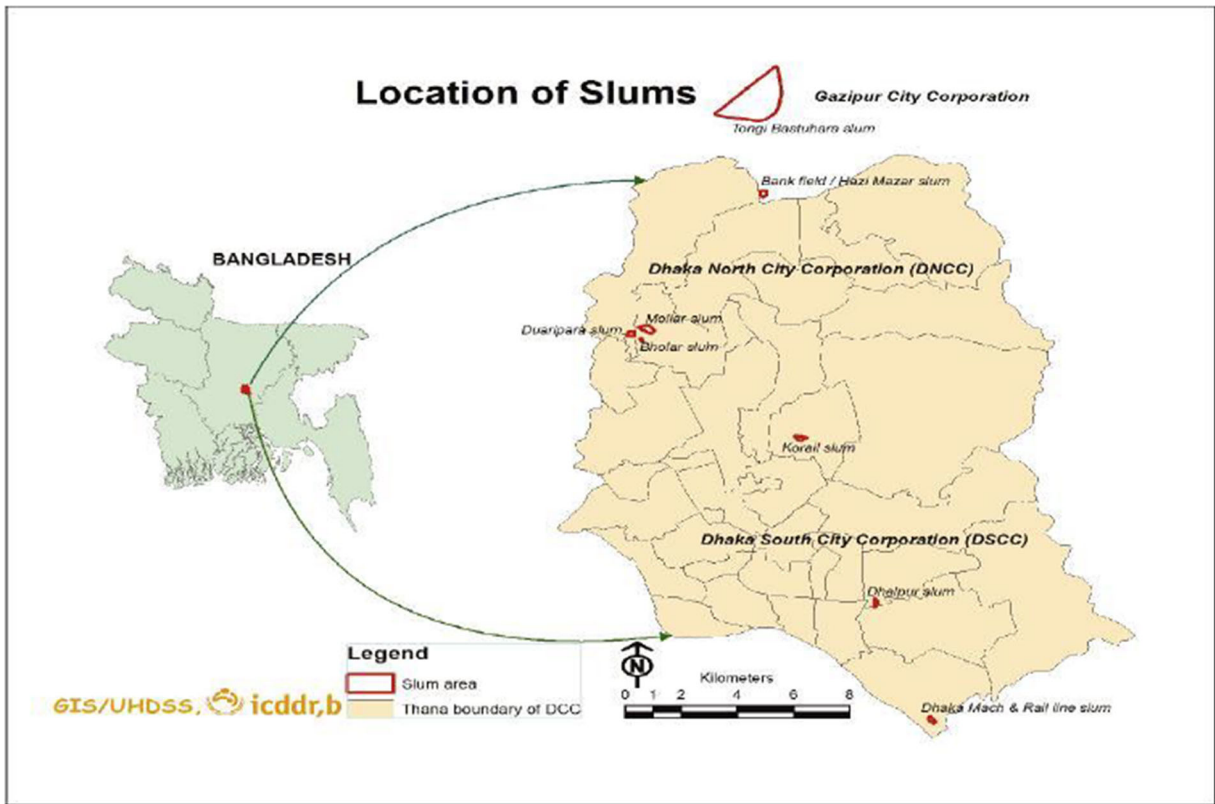 Location of Slums
Gazipur City Corporation
Tongi Bastuhara slum
Bank field / Hazi Mazar slum
BANGLADESH
Dhaka North City Corporation (DNCC)
Mollar slum
Duaripara slum
Bholar slum
Korail slum
Dhaka South City Corporation (DSCC)
Dhalpur slum
Legend
Slum area
Thana boundary of DCC
N
Kilometers
0 1 2 4 6 8
Dhaka Mach & Rail line slum
GIS/UHDSS, icddr,b